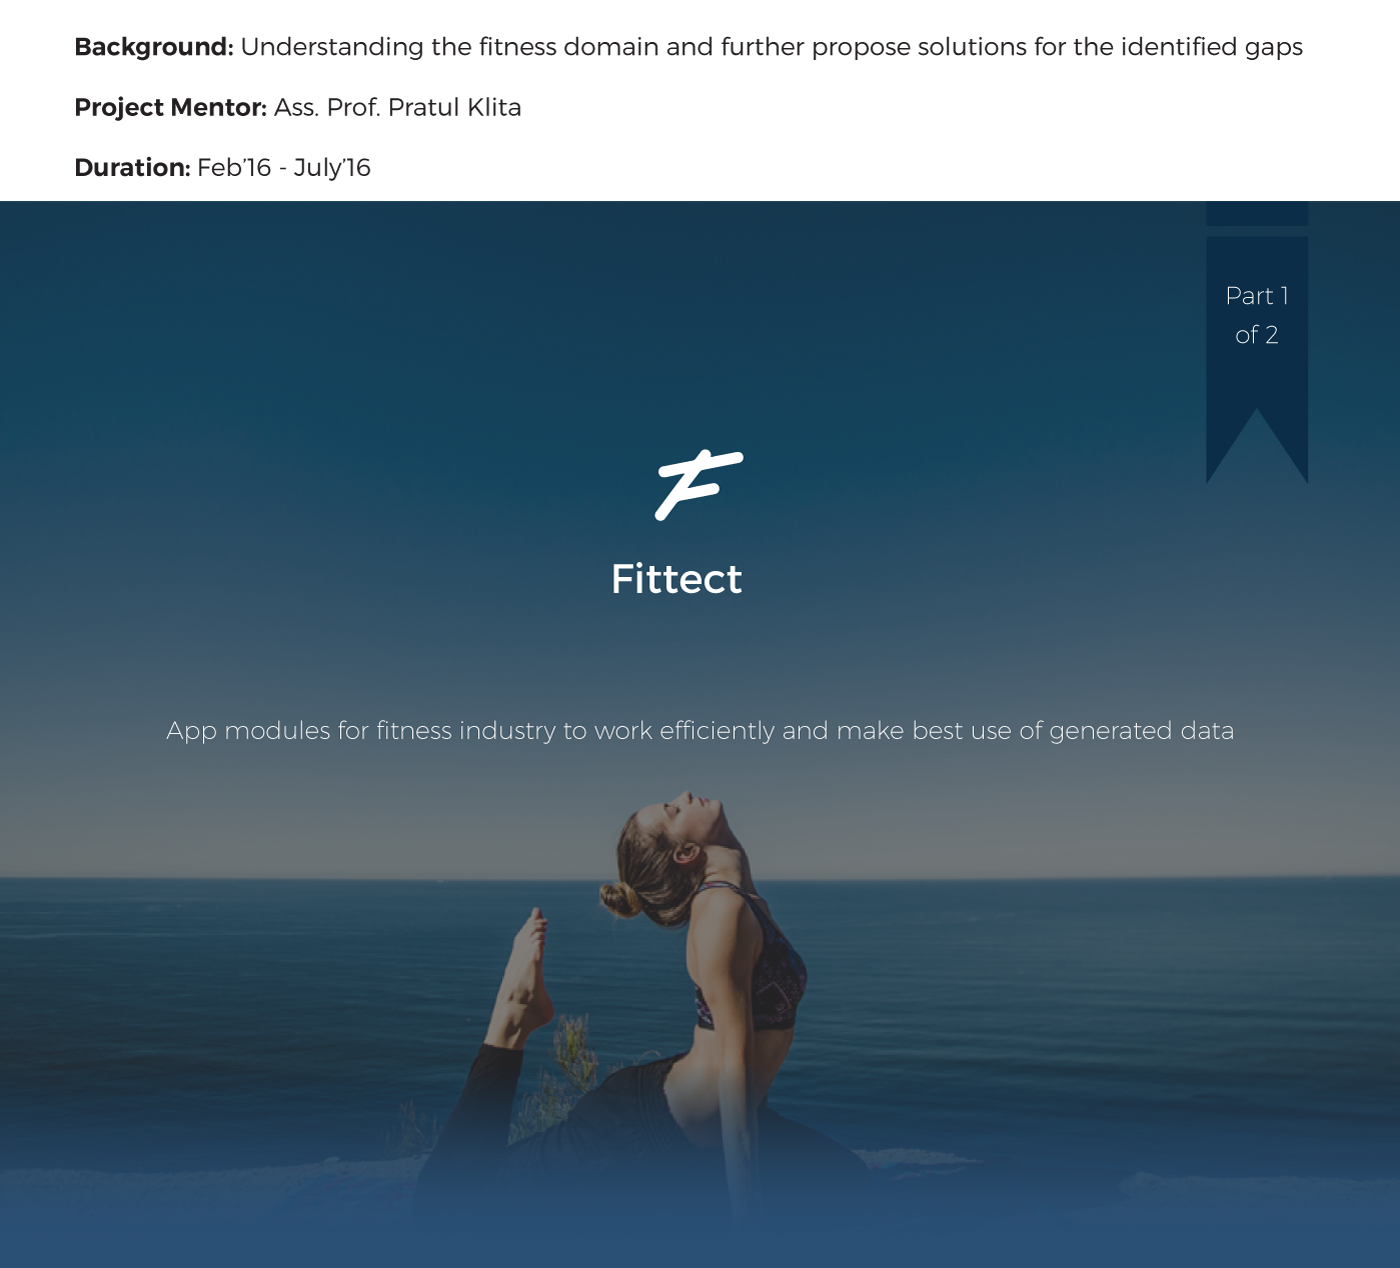 Background: Understanding the fitness domain and further propose solutions for the identified gaps
Project Mentor: Ass. Prof. Pratul Klita
Duration: Feb’16 - July’16
Part 1
of 2
F
Fittect
App modules for fitness industry to work efficiently and make best use of generated data